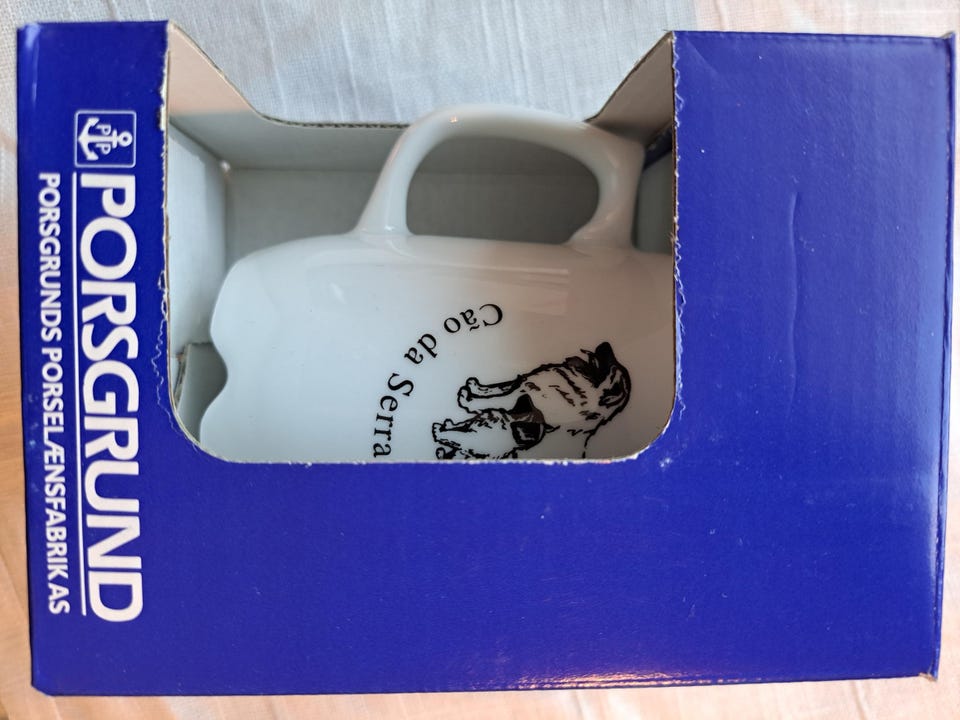 PP
PORSGRUND
PORSGRUNDS PORSELÆNSFABRIK AS
Cão da Serra